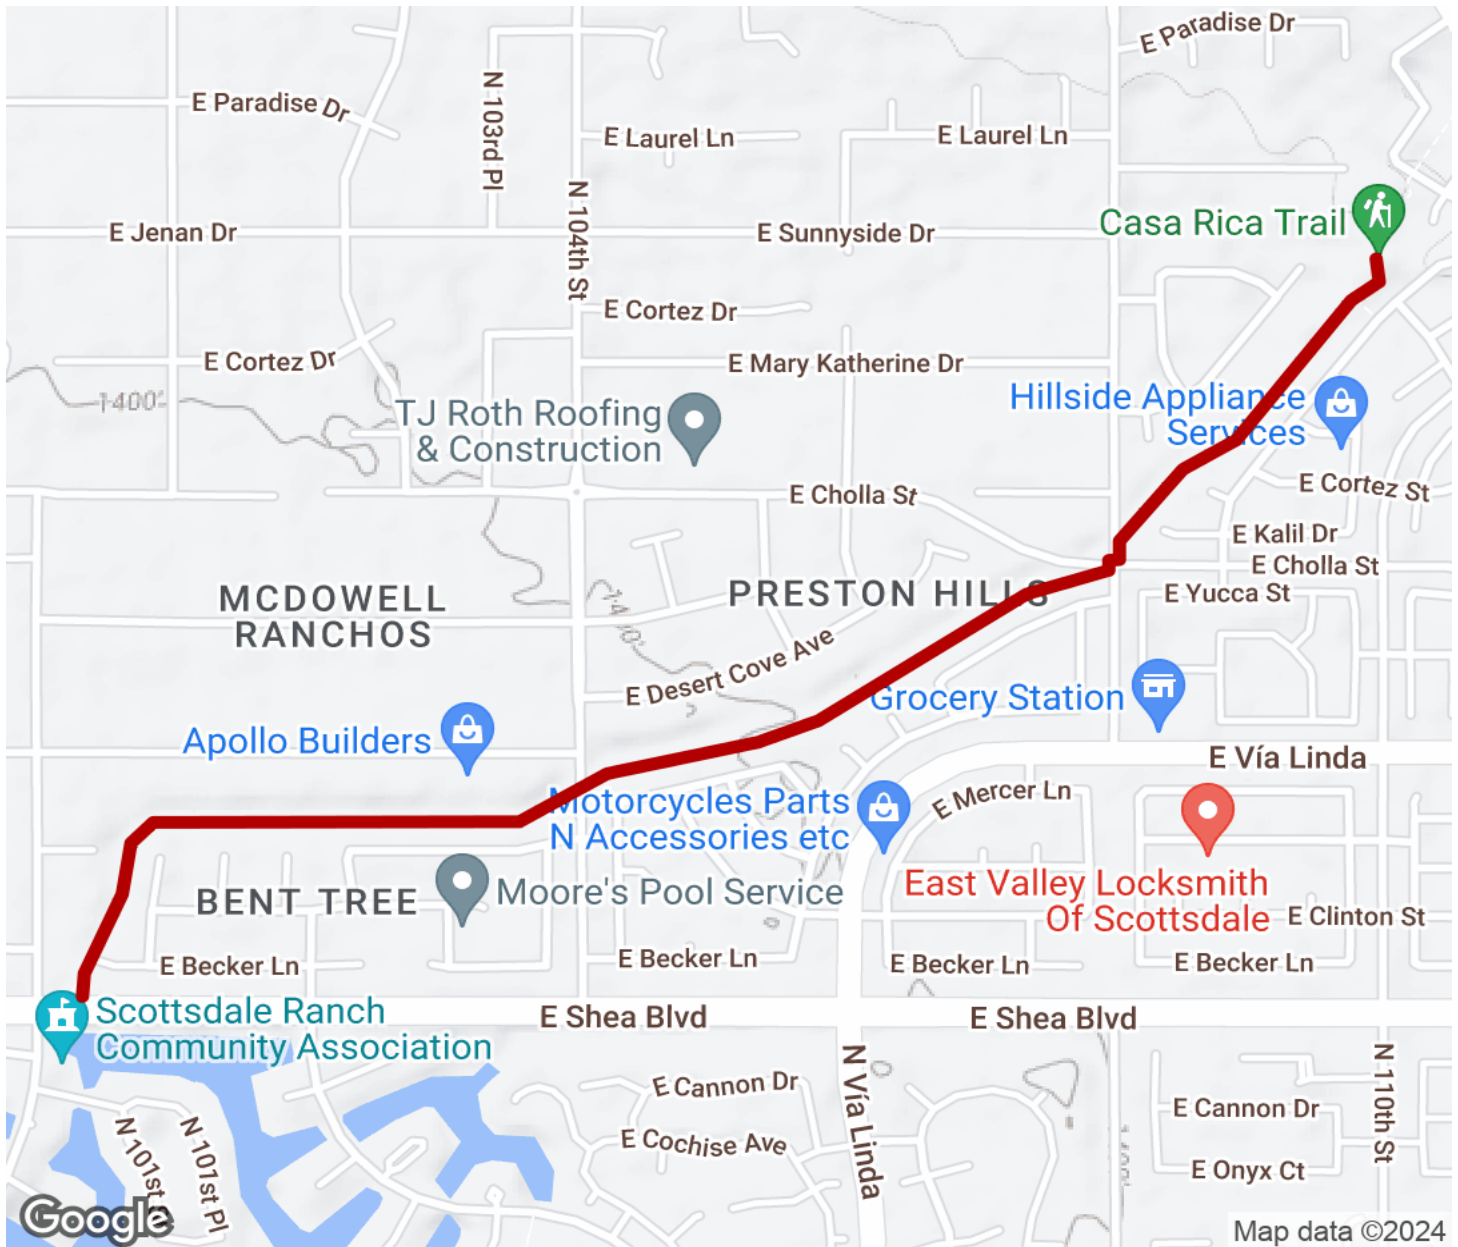 E Paradise Dr
E Paradise Dr
N 103rd Pl
E Laurel Ln
E Laurel Ln
N 104th St
Casa Rica Trail
E Jenan Dr
E Sunnyside Dr
E Cortez Dr
E Cortez Dr
E Mary Katherine Dr
1400'
Hillside Appliance
Services
TJ Roth Roofing
& Construction
E Cholla St
E Cortez St
E Kalil Dr
E Cholla St
E Yucca St
MCDOWELL
RANCHOS
PRESTON HILLS
E Desert Cove Ave
Grocery Station
Apollo Builders
E Vía Linda
Motorcycles Parts
N Accessories etc
E Mercer Ln
BENT TREE
Moore's Pool Service
East Valley Locksmith
Of Scottsdale
E Clinton St
E Becker Ln
E Becker Ln
E Becker Ln
E Becker Ln
Scottsdale Ranch
Community Association
E Shea Blvd
E Shea Blvd
N Vía Linda
N 110th St
E Cannon Dr
E Cannon Dr
E Cochise Ave
E Onyx Ct
N 101st St
N 101st Pl
Google
Map data ©2024